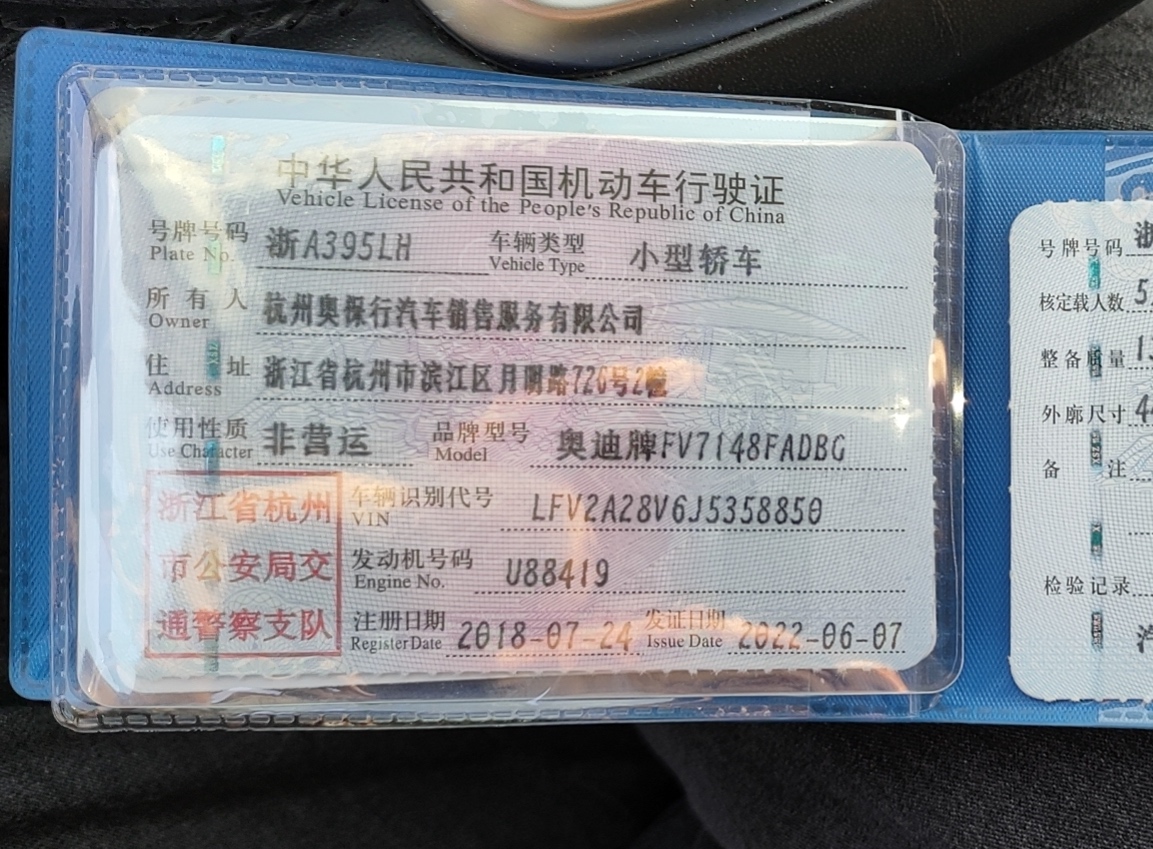 中华人民共和国机动车行驶证
Vehicle License of the People's Republic of China
号牌号码 浙A395LH 车辆类型 小型轿车
Plate No. Vehicle Type
所有人 杭州奥保行汽车销售服务有限公司
Owner
住址 浙江省杭州市滨江区月明路726号2幢
Address
使用性质 非营运 品牌型号 奥迪牌FV7148FADBG
Use Character Model
浙江省杭州
市公安局交
通警察支队
车辆识别代号 LFV2A28V6J5358850
VIN
发动机号码 U88419
Engine No.
注册日期 2018-07-24 发证日期 2022-06-07
Register Date Issue Date
号牌号码 浙
核定载人数 5
整备质量 1
外廓尺寸 4
备注
检验记录